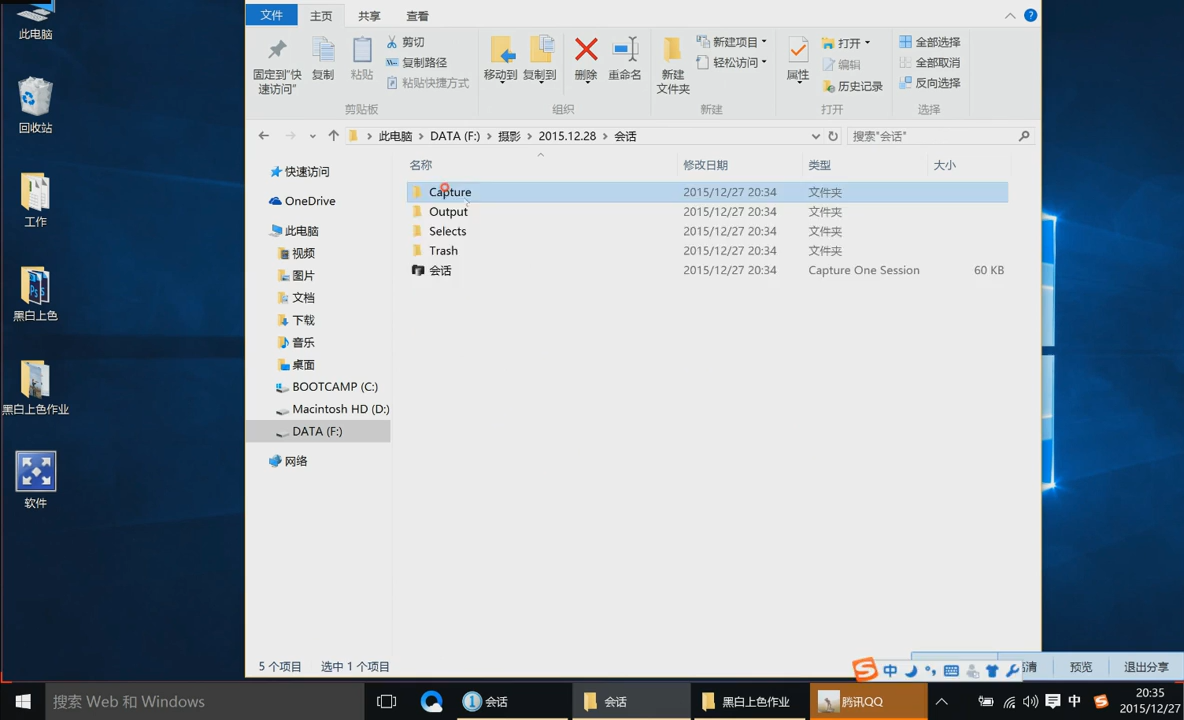 此电脑
回收站
工作
黑白上色
黑白上色作业
软件
文件 主页 共享 查看
固定到"快
速访问"
复制
粘贴
剪切
复制路径
粘贴快捷方式
剪贴板
移动到
复制到
删除
重命名
组织
新建
文件夹
新建项目
轻松访问
新建
属性
打开
编辑
历史记录
打开
全部选择
全部取消
反向选择
选择
此电脑 DATA (F:) 摄影 2015.12.28 会话
搜索"会话"
快速访问
OneDrive
此电脑
视频
图片
文档
下载
音乐
桌面
BOOTCAMP (C:)
Macintosh HD (D:)
DATA (F:)
网络
名称 修改日期 类型 大小
Capture 2015/12/27 20:34 文件夹
Output 2015/12/27 20:34 文件夹
Selects 2015/12/27 20:34 文件夹
Trash 2015/12/27 20:34 文件夹
会话 2015/12/27 20:34 Capture One Session 60 KB
5 个项目 选中 1 个项目
中
清 预览 退出分享
搜索 Web 和 Windows
会话
会话
黑白上色作业
腾讯QQ
中
20:35
2015/12/27